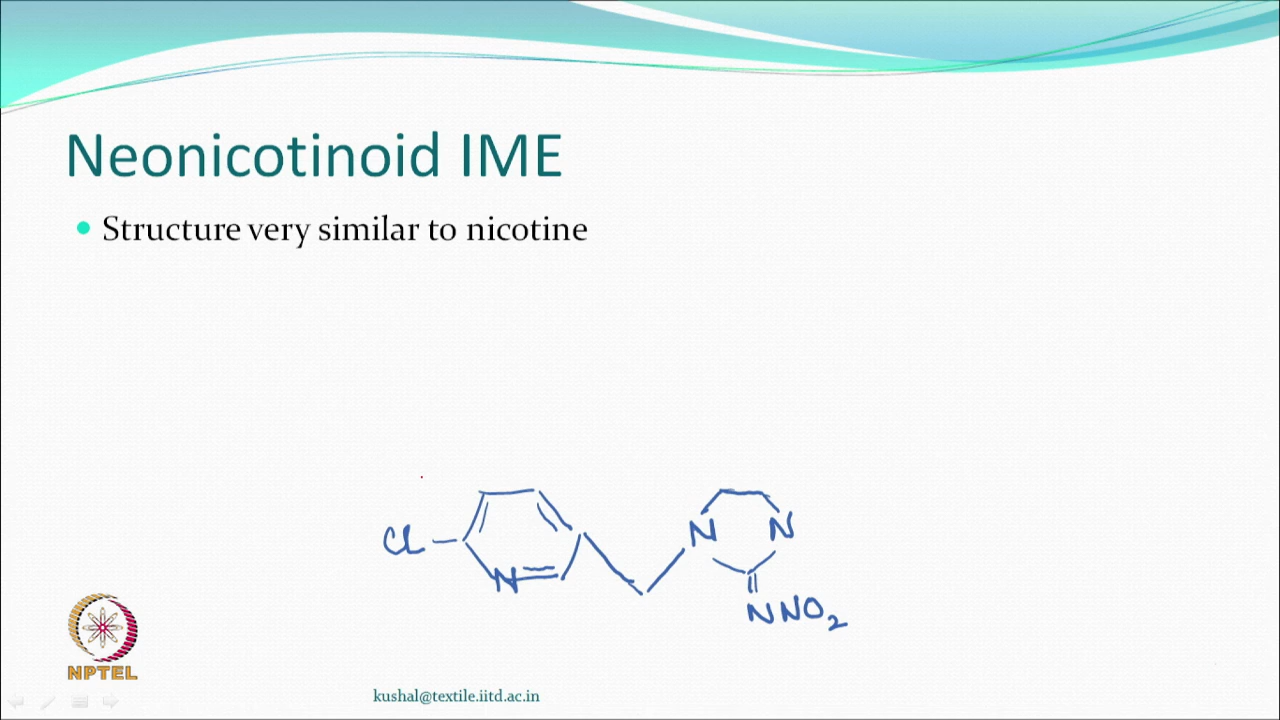 Neonicotinoid IME
Structure very similar to nicotine
Cl
N
N
N
NNO2
NPTEL
kushal@textile.iitd.ac.in